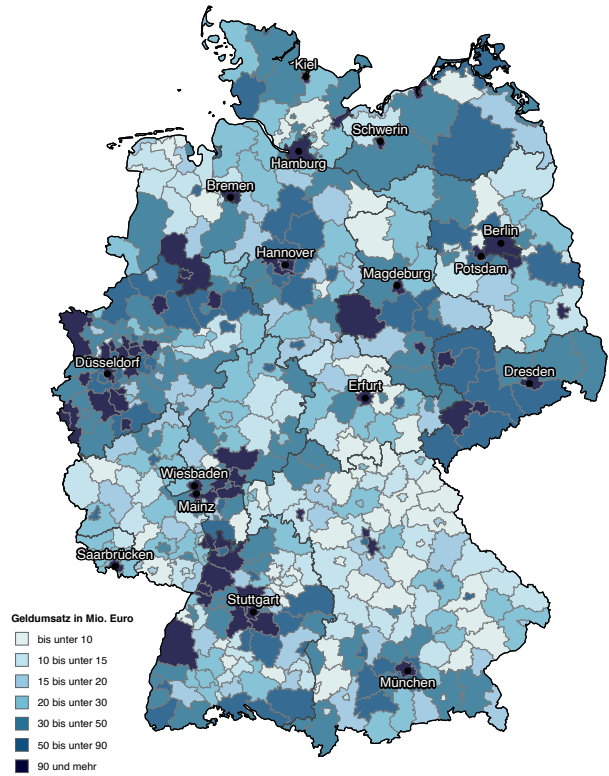 Kiel
Schwerin
Hamburg
Bremen
Berlin
Hannover
Potsdam
Magdeburg
Düsseldorf
Dresden
Erfurt
Wiesbaden
Mainz
Saarbrücken
Stuttgart
München
Geldumsatz in Mio. Euro
bis unter 10
10 bis unter 15
15 bis unter 20
20 bis unter 30
30 bis unter 50
50 bis unter 90
90 und mehr